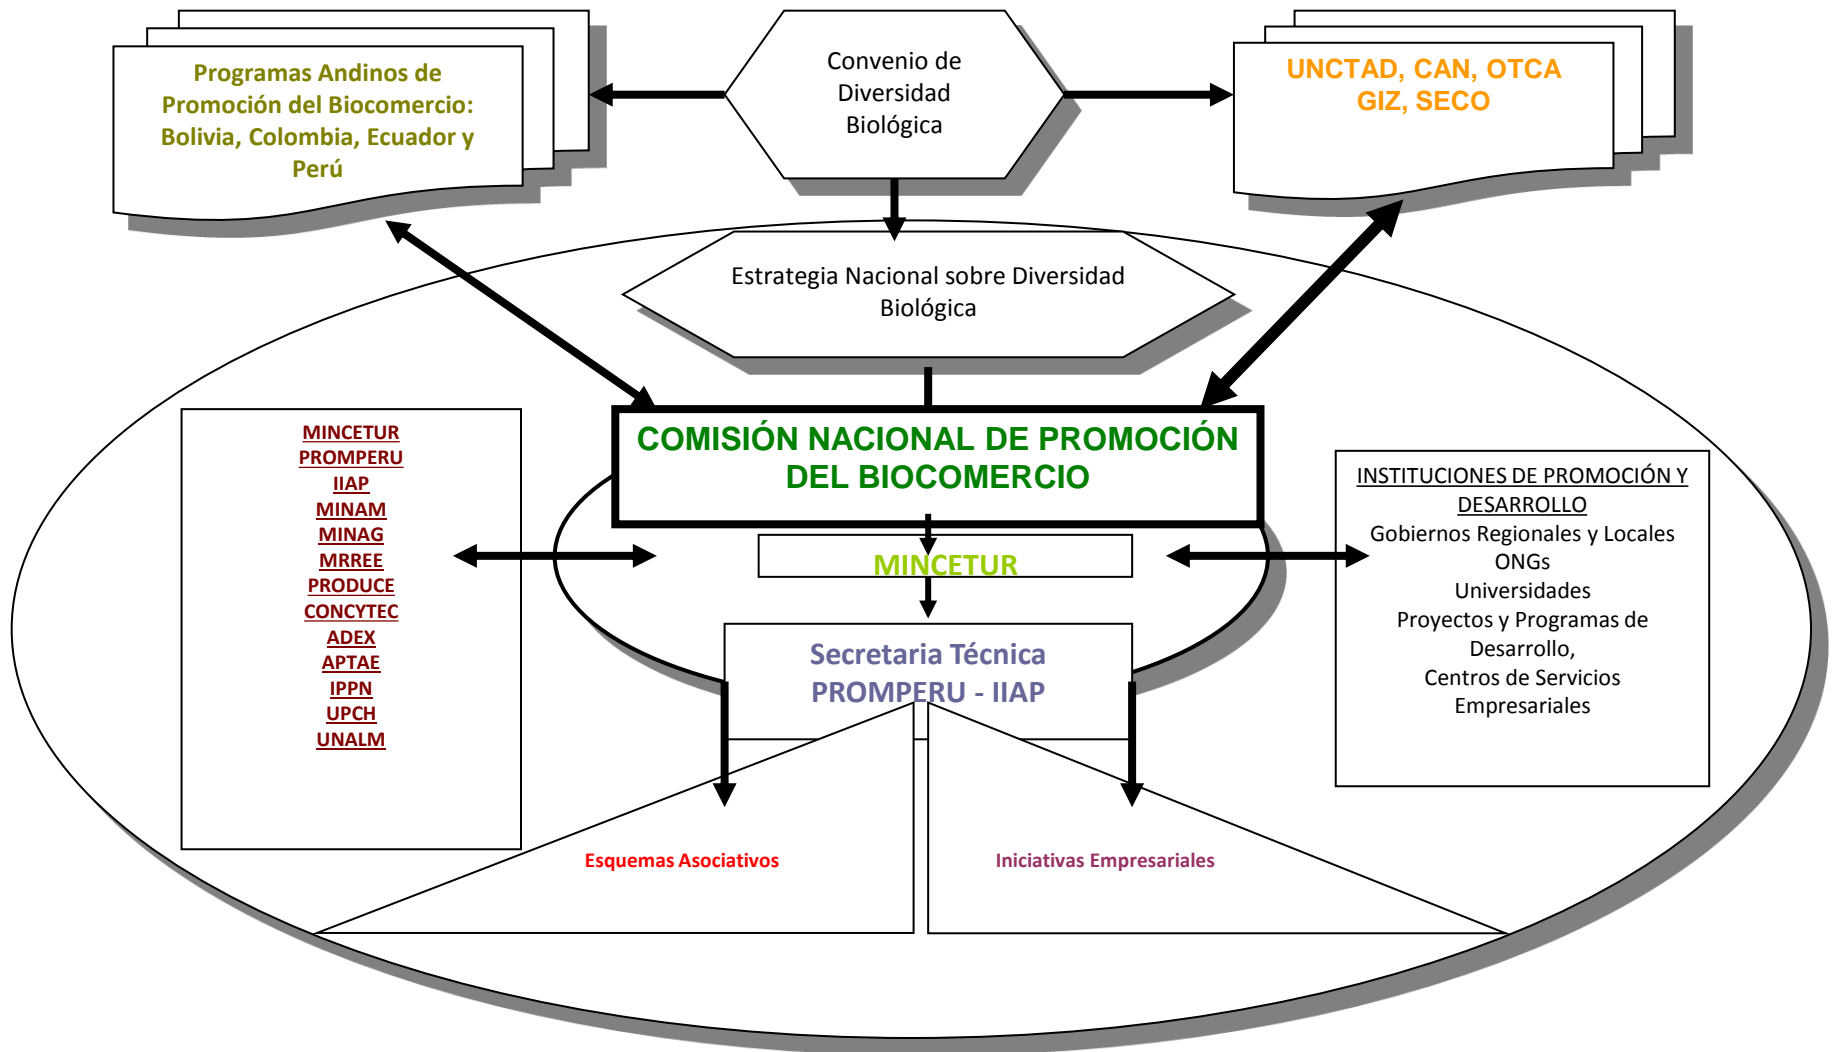 Programas Andinos de
Promoción del Biocomercio:
Bolivia, Colombia, Ecuador y
Perú
Convenio de
Diversidad
Biológica
UNCTAD, CAN, OTCA
GIZ, SECO
Estrategia Nacional sobre Diversidad
Biológica
COMISIÓN NACIONAL DE PROMOCIÓN
DEL BIOCOMERCIO
MINCETUR
PROMPERU
IIAP
MINAM
MINAG
MRREE
PRODUCE
CONCYTEC
ADEX
APTAE
IPPN
UPCH
UNALM
MINCETUR
Secretaria Técnica
PROMPERU - IIAP
INSTITUCIONES DE PROMOCIÓN Y
DESARROLLO
Gobiernos Regionales y Locales
ONGs
Universidades
Proyectos y Programas de
Desarrollo,
Centros de Servicios
Empresariales
Esquemas Asociativos
Iniciativas Empresariales